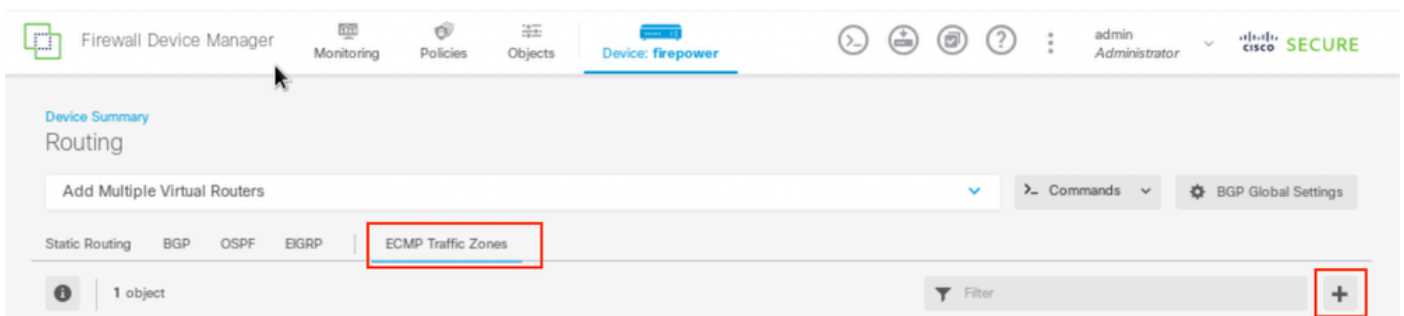 Firewall Device Manager
Monitoring
Policies
Objects
Device: firepower
admin
Administrator
CISCO SECURE
Device Summary
Routing
Add Multiple Virtual Routers
>_ Commands
BGP Global Settings
Static Routing BGP OSPF EIGRP ECMP Traffic Zones
1 object
Filter